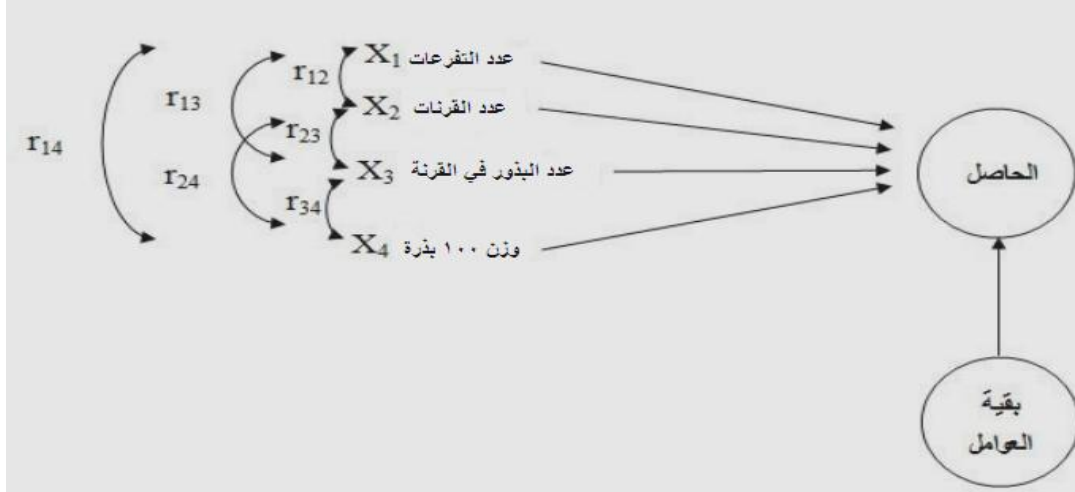 X₁ عدد التفرعات
r₁₂
r₁₃
X₂ عدد القرنات
r₂₃
r₁₄
الحاصل
X₃ عدد البذور في القرنة
r₂₄
r₃₄
X₄ وزن ١٠٠ بذرة
بقية
العوامل